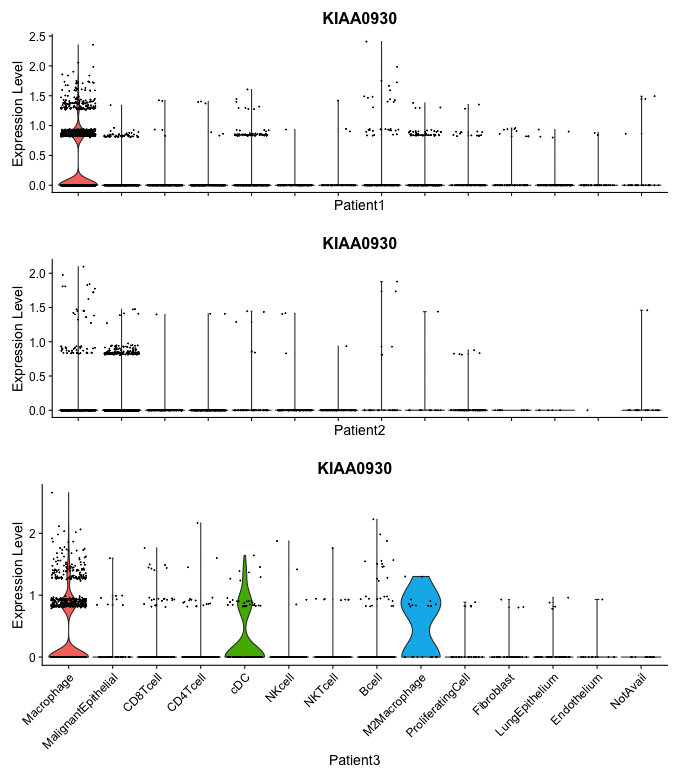 KIAA0930
Expression Level
2.5
2.0
1.5
1.0
0.5
0.0
Patient1
KIAA0930
Expression Level
2.0
1.5
1.0
0.5
0.0
Patient2
KIAA0930
Expression Level
2
1
0
Macrophage
MalignantEpithelial
CD8Tcell
CD4Tcell
cDC
NKcell
NKTcell
Bcell
M2Macrophage
ProliferatingCell
Fibroblast
LungEpithelium
Endothelium
NotAvail
Patient3